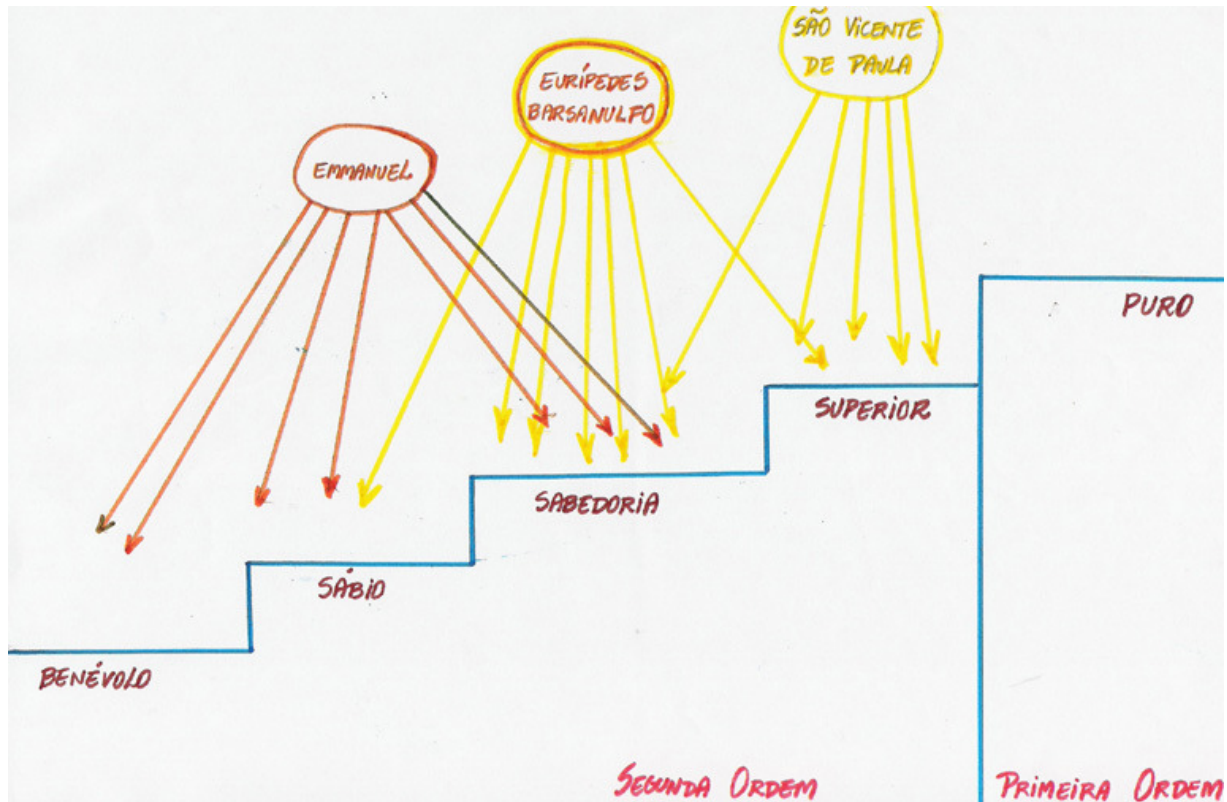 SÃO VICENTE
DE PAULA
EURÍPEDES
BARSANULFO
EMMANUEL
PURO
SUPERIOR
SABEDORIA
SÁBIO
BENÉVOLO
SEGUNDA ORDEM
PRIMEIRA ORDEM